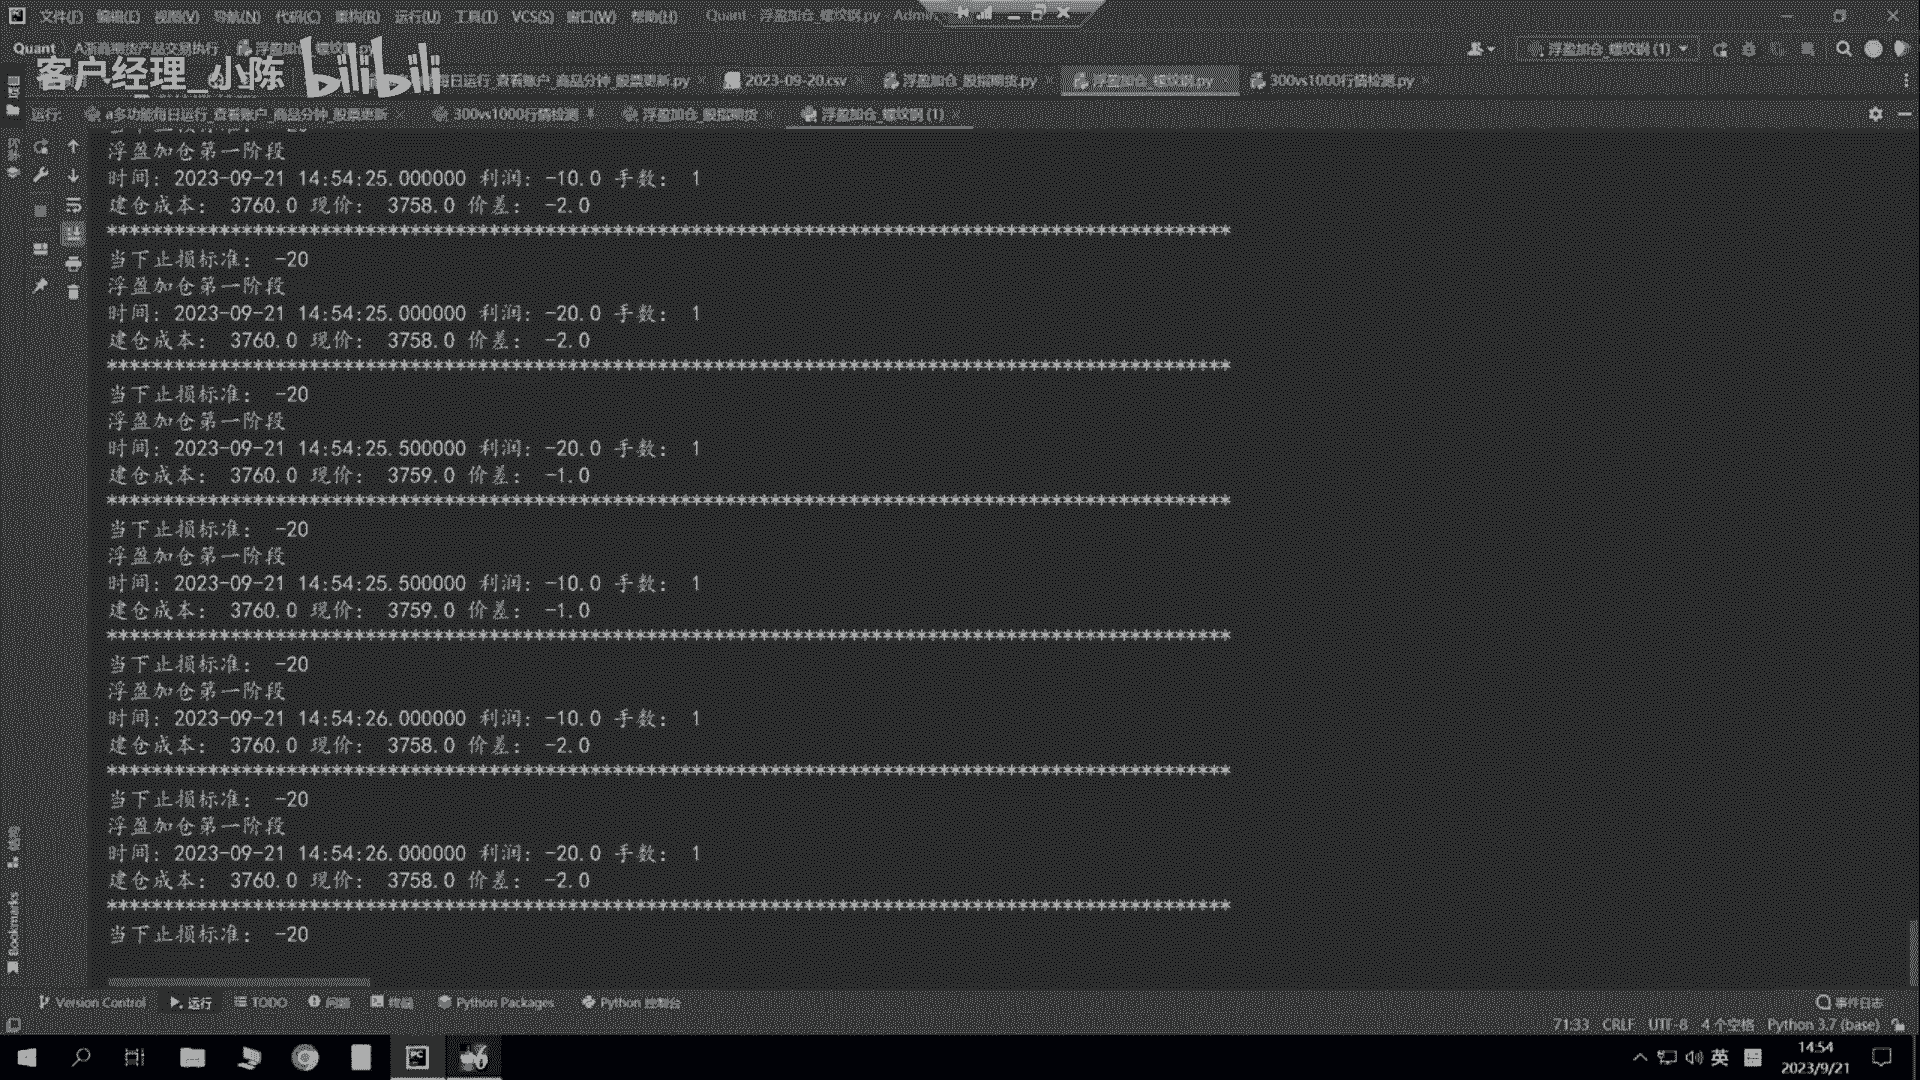 文件(F) 编辑(E) 视图(V) 导航(N) 代码(C) 重构(R) 运行(U) 工具(T) VCS(S) 窗口(W) 帮助(H) Quant - 浮盈加仓_螺纹钢.py - Admin
Quant A浙商期货产品交易执行 浮盈加仓_螺纹钢.py 浮盈加仓_螺纹钢 (1)
客户经理_小陈 bilibili
每日运行_查看账户_商品分钟_股票更新.py 2023-09-20.csv 浮盈加仓_股指期货.py 浮盈加仓_螺纹钢.py 300vs1000行情检测.py
运行: a多功能每日运行_查看账户_商品分钟_股票更新 300vs1000行情检测 浮盈加仓_股指期货 浮盈加仓_螺纹钢 (1)
浮盈加仓第一阶段
时间: 2023-09-21 14:54:25.000000 利润: -10.0 手数: 1
建仓成本: 3760.0 现价: 3758.0 价差: -2.0
****************************************************************************************************
当下止损标准: -20
浮盈加仓第一阶段
时间: 2023-09-21 14:54:25.000000 利润: -20.0 手数: 1
建仓成本: 3760.0 现价: 3758.0 价差: -2.0
****************************************************************************************************
当下止损标准: -20
浮盈加仓第一阶段
时间: 2023-09-21 14:54:25.500000 利润: -20.0 手数: 1
建仓成本: 3760.0 现价: 3759.0 价差: -1.0
****************************************************************************************************
当下止损标准: -20
浮盈加仓第一阶段
时间: 2023-09-21 14:54:25.500000 利润: -10.0 手数: 1
建仓成本: 3760.0 现价: 3759.0 价差: -1.0
****************************************************************************************************
当下止损标准: -20
浮盈加仓第一阶段
时间: 2023-09-21 14:54:26.000000 利润: -10.0 手数: 1
建仓成本: 3760.0 现价: 3758.0 价差: -2.0
****************************************************************************************************
当下止损标准: -20
浮盈加仓第一阶段
时间: 2023-09-21 14:54:26.000000 利润: -20.0 手数: 1
建仓成本: 3760.0 现价: 3758.0 价差: -2.0
****************************************************************************************************
当下止损标准: -20
结构
Bookmarks
Version Control 运行 TODO 问题 终端 Python Packages Python 控制台 事件日志
71:33 CRLF UTF-8 4 个空格 Python 3.7 (base)
英 14:54
2023/9/21